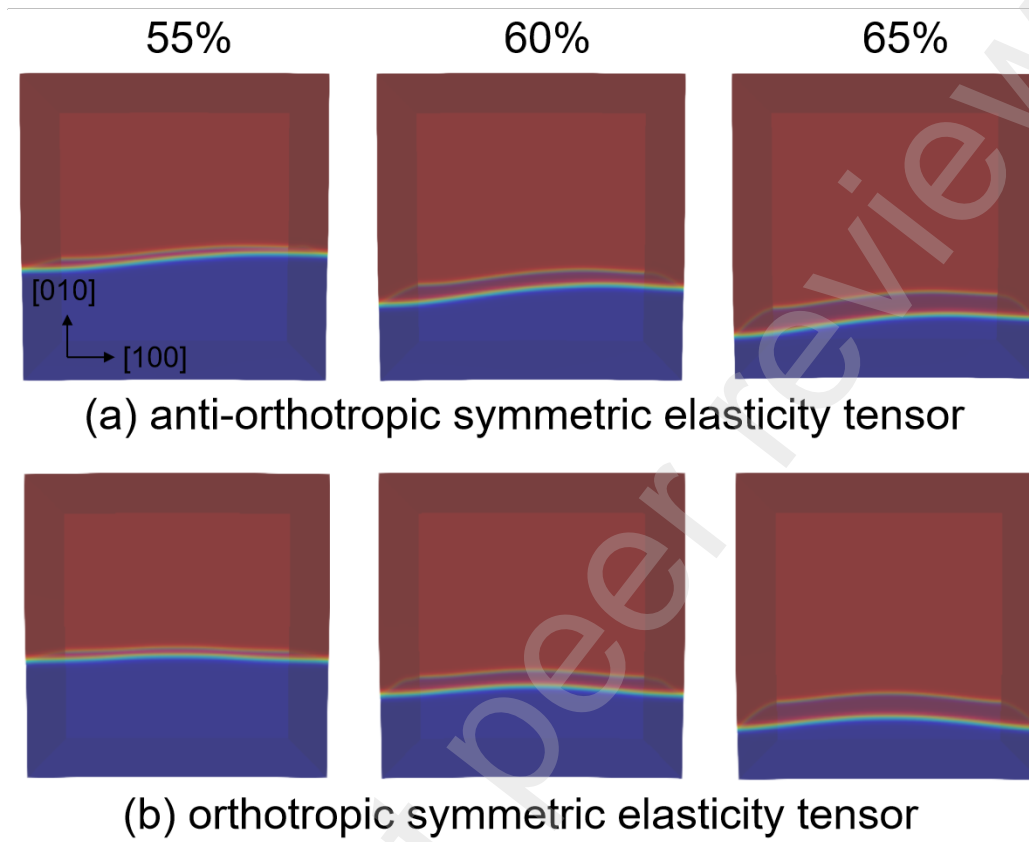 55% 60% 65%
[010]
[100]
(a) anti-orthotropic symmetric elasticity tensor
(b) orthotropic symmetric elasticity tensor
t peer review